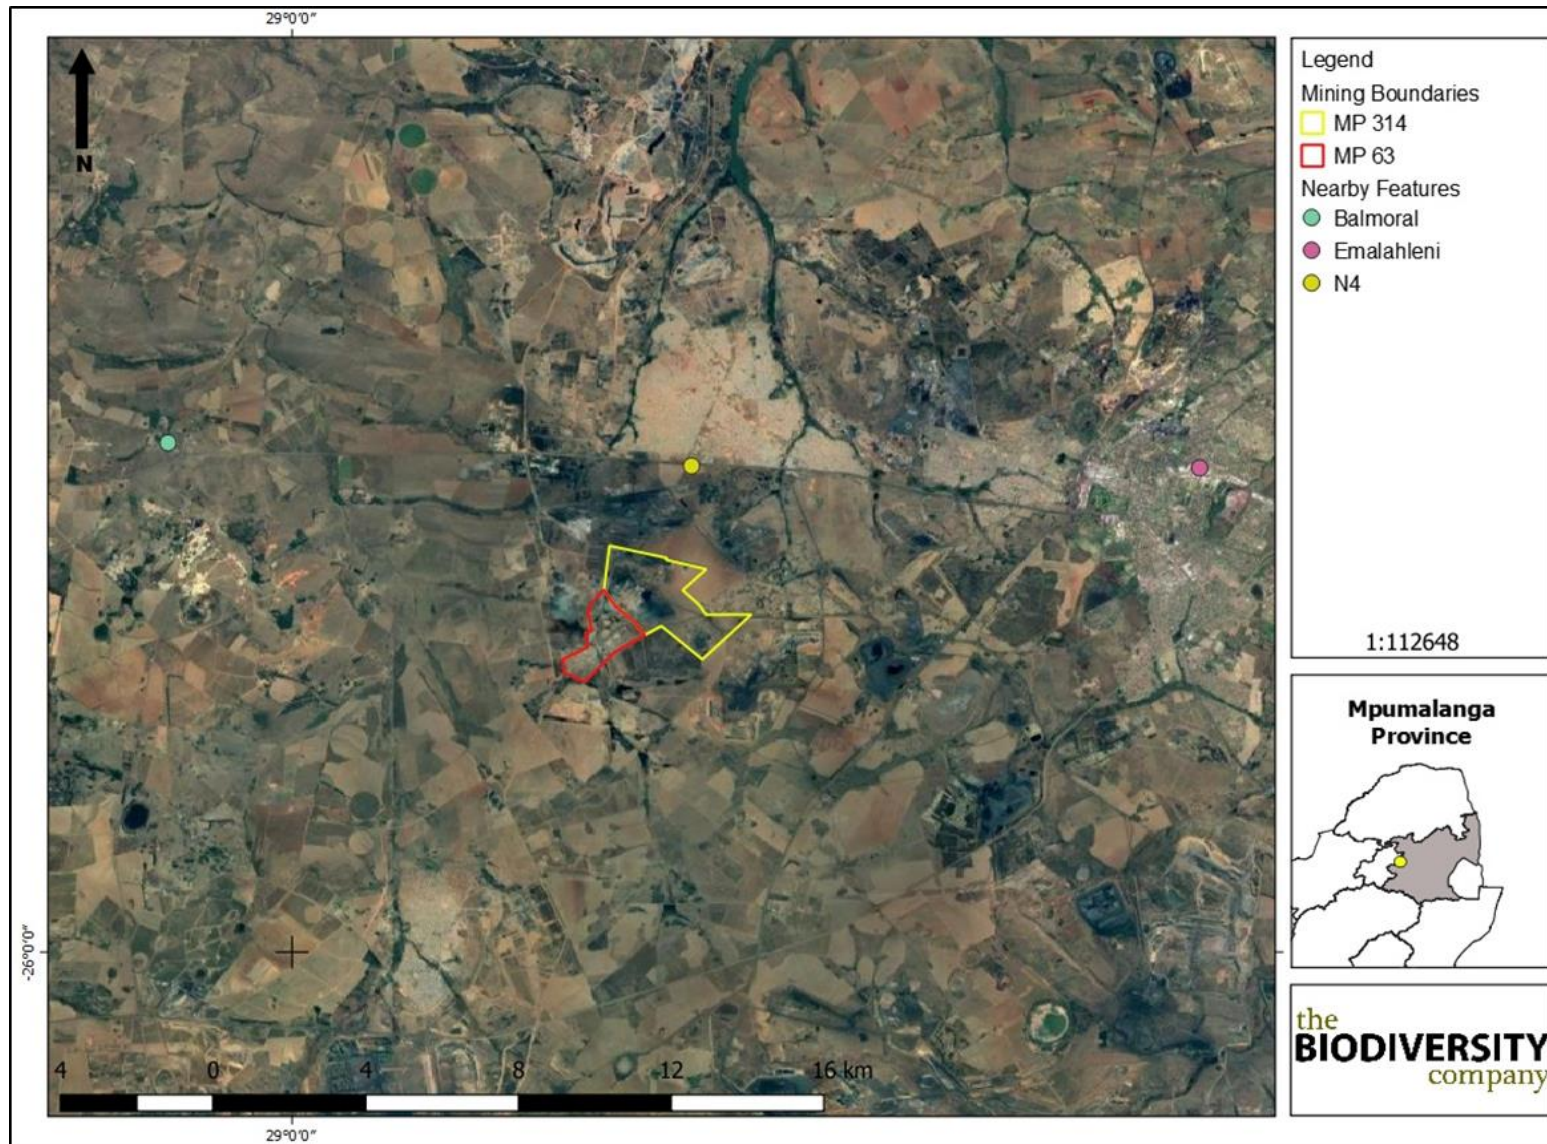 29°0'0"
N
-26°0'0"
4 0 4 8 12 16 km
29°0'0"
Legend
Mining Boundaries
MP 314
MP 63
Nearby Features
Balmoral
Emalahleni
N4
1:112648
Mpumalanga
Province
the
BIODIVERSITY
company